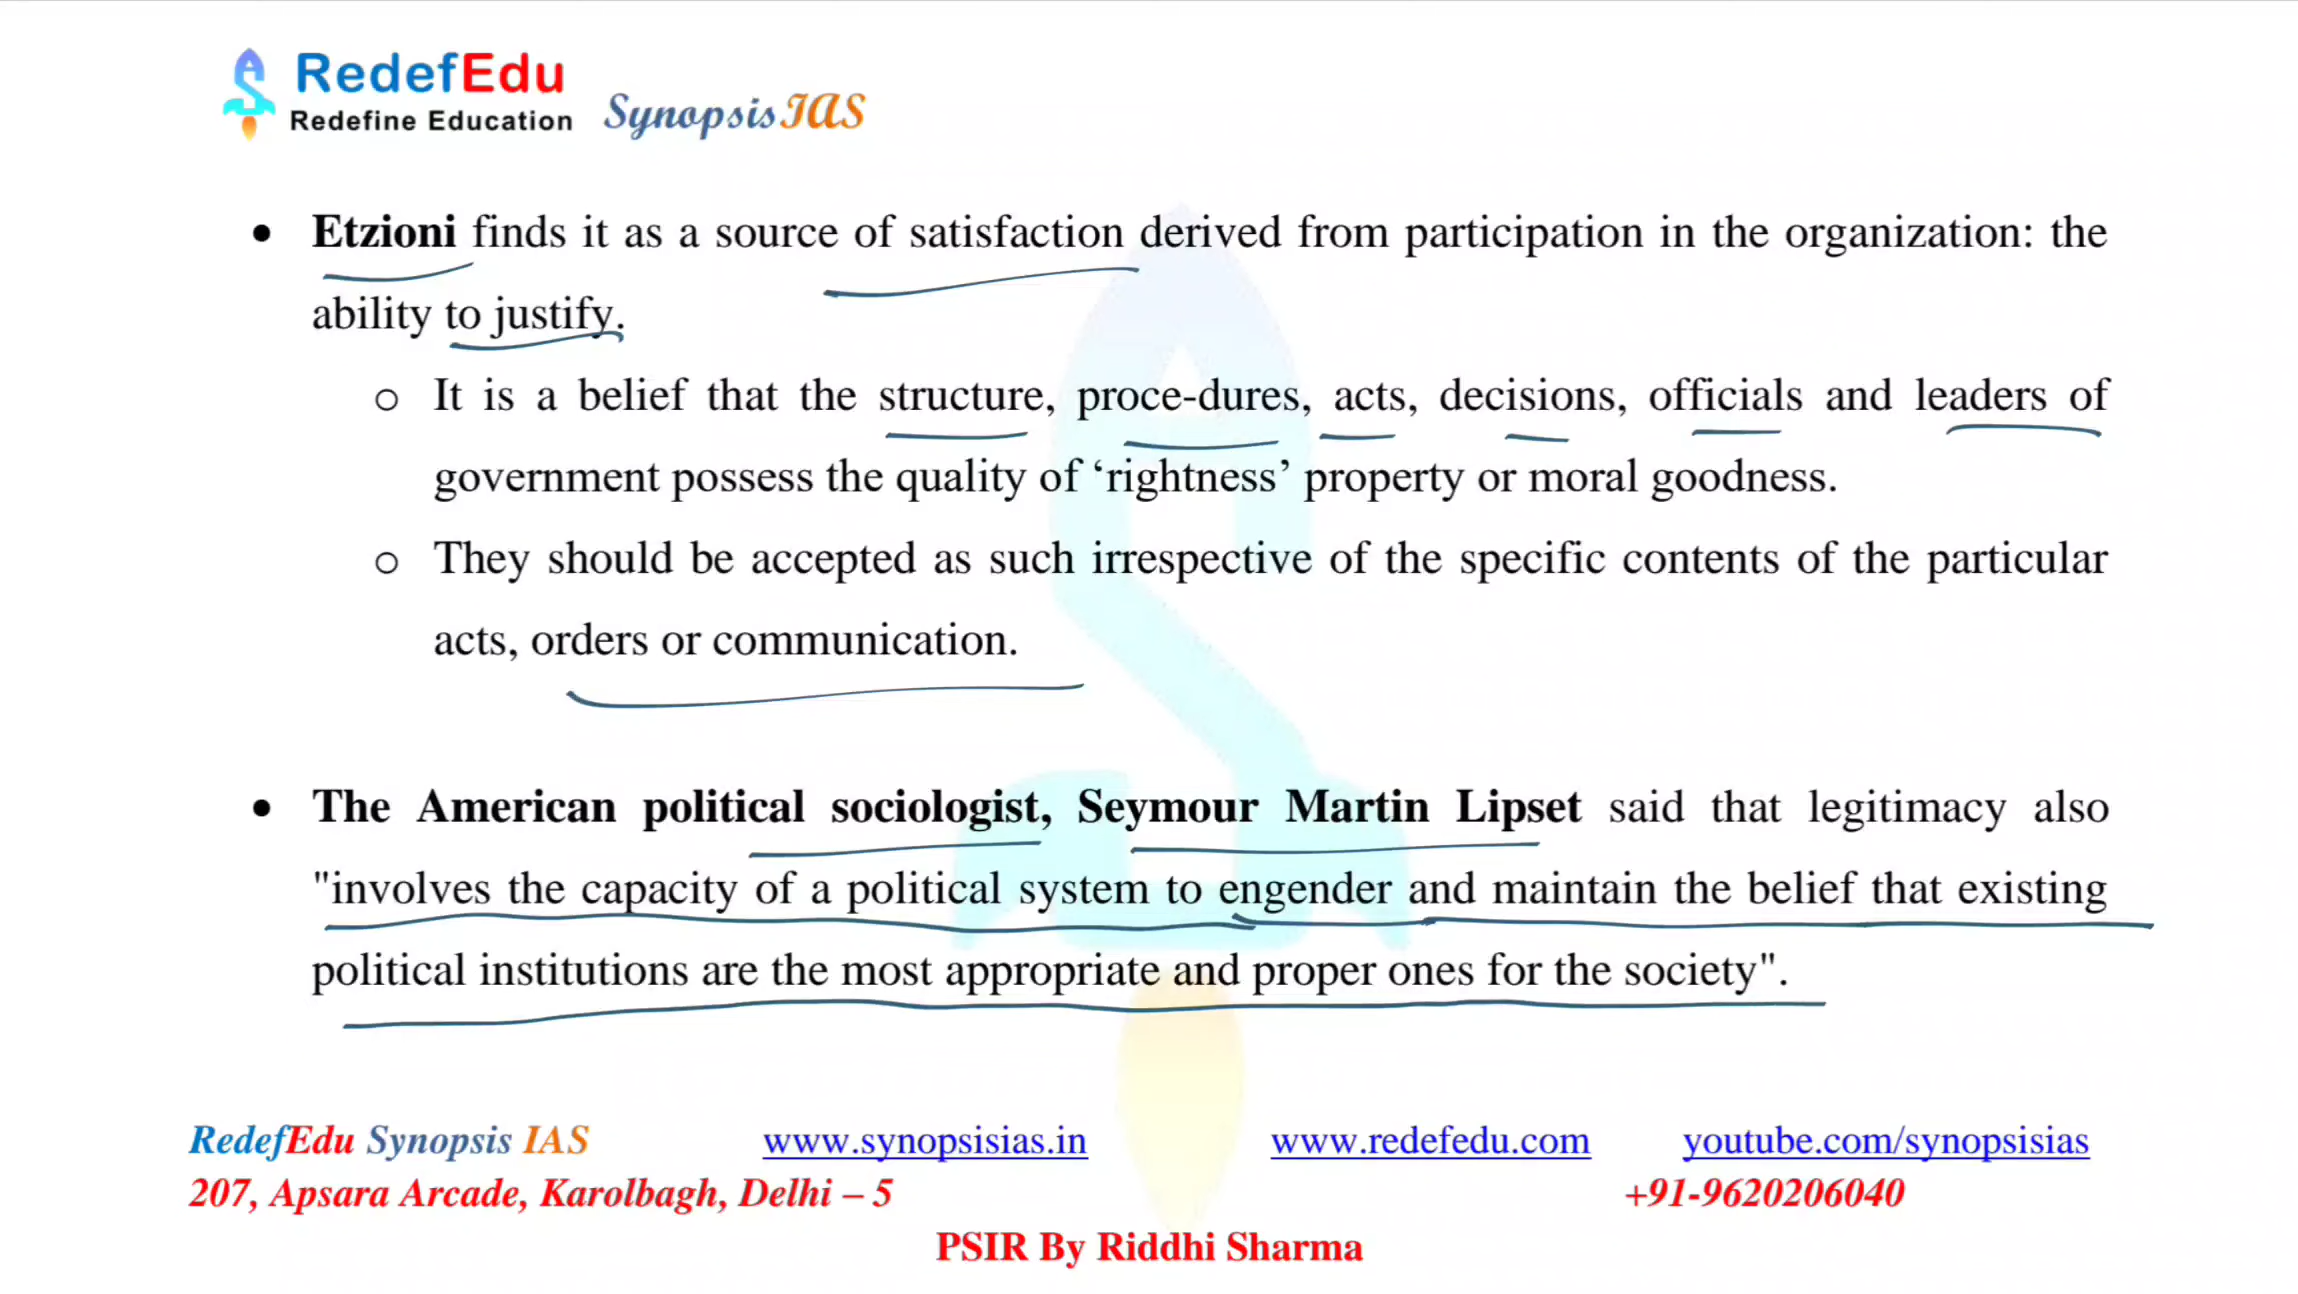 RedefEdu
Redefine Education SynopsisIAS
• Etzioni finds it as a source of satisfaction derived from participation in the organization: the
ability to justify.
o It is a belief that the structure, proce-dures, acts, decisions, officials and leaders of
government possess the quality of ‘rightness’ property or moral goodness.
o They should be accepted as such irrespective of the specific contents of the particular
acts, orders or communication.
• The American political sociologist, Seymour Martin Lipset said that legitimacy also
"involves the capacity of a political system to engender and maintain the belief that existing
political institutions are the most appropriate and proper ones for the society".
RedefEdu Synopsis IAS www.synopsisias.in www.redefedu.com youtube.com/synopsisias
207, Apsara Arcade, Karolbagh, Delhi – 5 +91-9620206040
PSIR By Riddhi Sharma